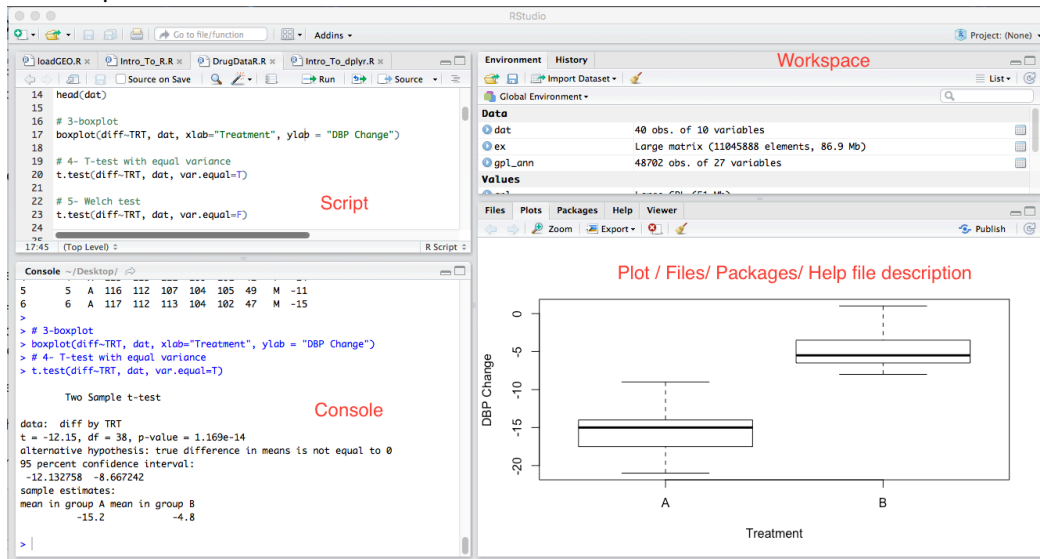 RStudio
Go to file/function
Addins
Project: (None)
loadGEO.R
Intro_To_R.R
DrugDataR.R
Intro_To_dplyr.R
Source on Save
Run
Source
14 head(dat)
15
16 # 3-boxplot
17 boxplot(diff~TRT, dat, xlab="Treatment", ylab = "DBP Change")
18
19 # 4- T-test with equal variance
20 t.test(diff~TRT, dat, var.equal=T)
21
22 # 5- Welch test
23 t.test(diff~TRT, dat, var.equal=F)
24
Script
17:45 (Top Level)
R Script
Console ~/Desktop/
5 5 A 116 112 107 104 105 49 M -11
6 6 A 117 112 113 104 102 47 M -15
>
> # 3-boxplot
> boxplot(diff~TRT, dat, xlab="Treatment", ylab = "DBP Change")
> # 4- T-test with equal variance
> t.test(diff~TRT, dat, var.equal=T)
Two Sample t-test
Console
data: diff by TRT
t = -12.15, df = 38, p-value = 1.169e-14
alternative hypothesis: true difference in means is not equal to 0
95 percent confidence interval:
-12.132758 -8.667242
sample estimates:
mean in group A mean in group B
-15.2 -4.8
>
Environment History
Workspace
Import Dataset
List
Global Environment
Data
dat 40 obs. of 10 variables
ex Large matrix (11045888 elements, 86.9 Mb)
gpl_ann 48702 obs. of 27 variables
Values
Files Plots Packages Help Viewer
Zoom Export Publish
Plot / Files/ Packages/ Help file description
DBP Change
0
-5
-10
-15
-20
A B
Treatment